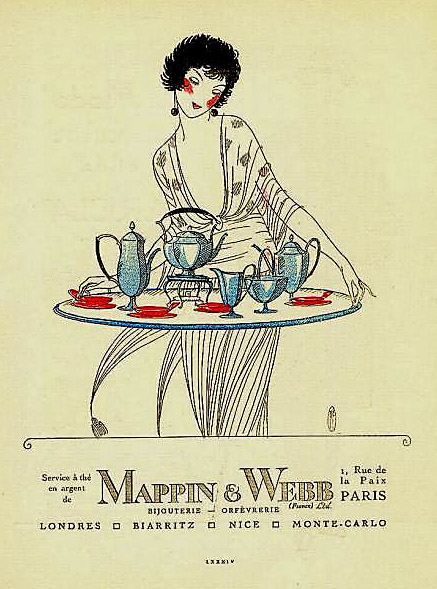 Service à thé
en argent
de
MAPPIN & WEBB
(France) Ltd.
BIJOUTERIE — ORFÈVRERIE
1, Rue de
la Paix
PARIS
LONDRES □ BIARRITZ □ NICE □ MONTE-CARLO
LXXXIV